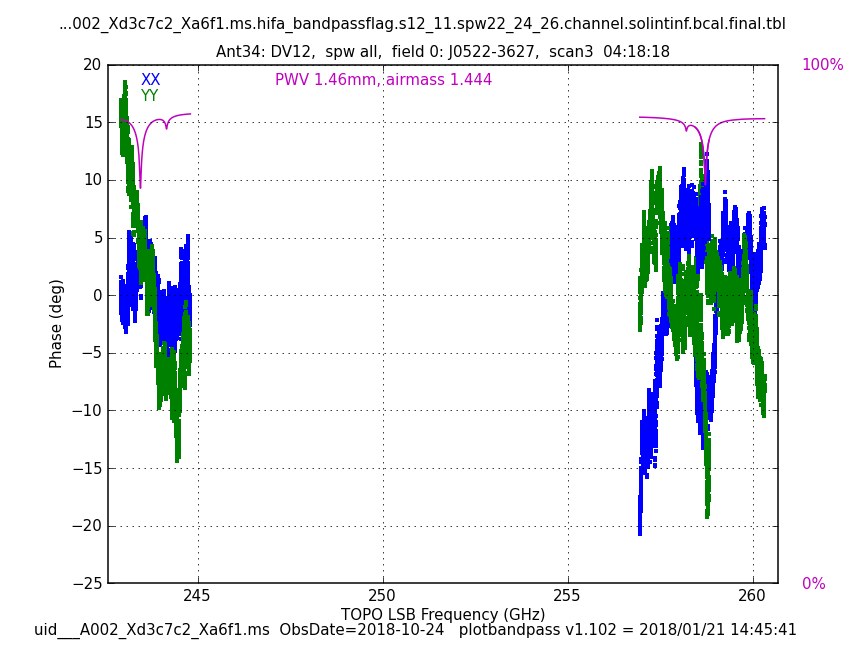 ...002_Xd3c7c2_Xa6f1.ms.hifa_bandpassflag.s12_11.spw22_24_26.channel.solintinf.bcal.final.tbl
Ant34: DV12,  spw all,  field 0: J0522-3627,  scan3  04:18:18
20 100%
XX PWV 1.46mm, airmass 1.444
YY
15
10
5
0
−5
−10
−15
−20
−25 0%
Phase (deg)
245 250 255 260
TOPO LSB Frequency (GHz)
uid___A002_Xd3c7c2_Xa6f1.ms  ObsDate=2018-10-24   plotbandpass v1.102 = 2018/01/21 14:45:41